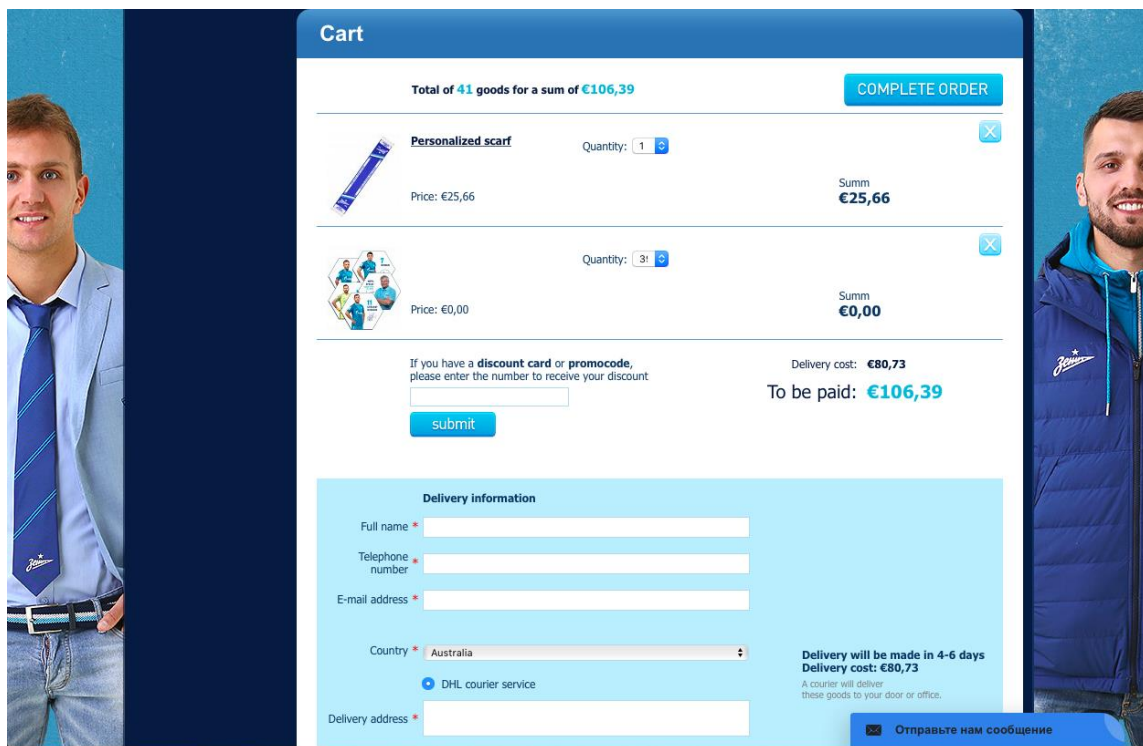 Cart
Total of 41 goods for a sum of €106,39
COMPLETE ORDER
X
Personalized scarf
Quantity: 1
Price: €25,66
Summ
€25,66
X
Quantity:
Price: €0,00
Summ
€0,00
If you have a discount card or promocode,
please enter the number to receive your discount
submit
Delivery cost: €80,73
To be paid: €106,39
Delivery information
Full name *
Telephone
number *
E-mail address *
Country *
Australia
DHL courier service
Delivery address *
Delivery will be made in 4-6 days
Delivery cost: €80,73
A courier will deliver
these goods to your door or office.
Отправьте нам сообщение